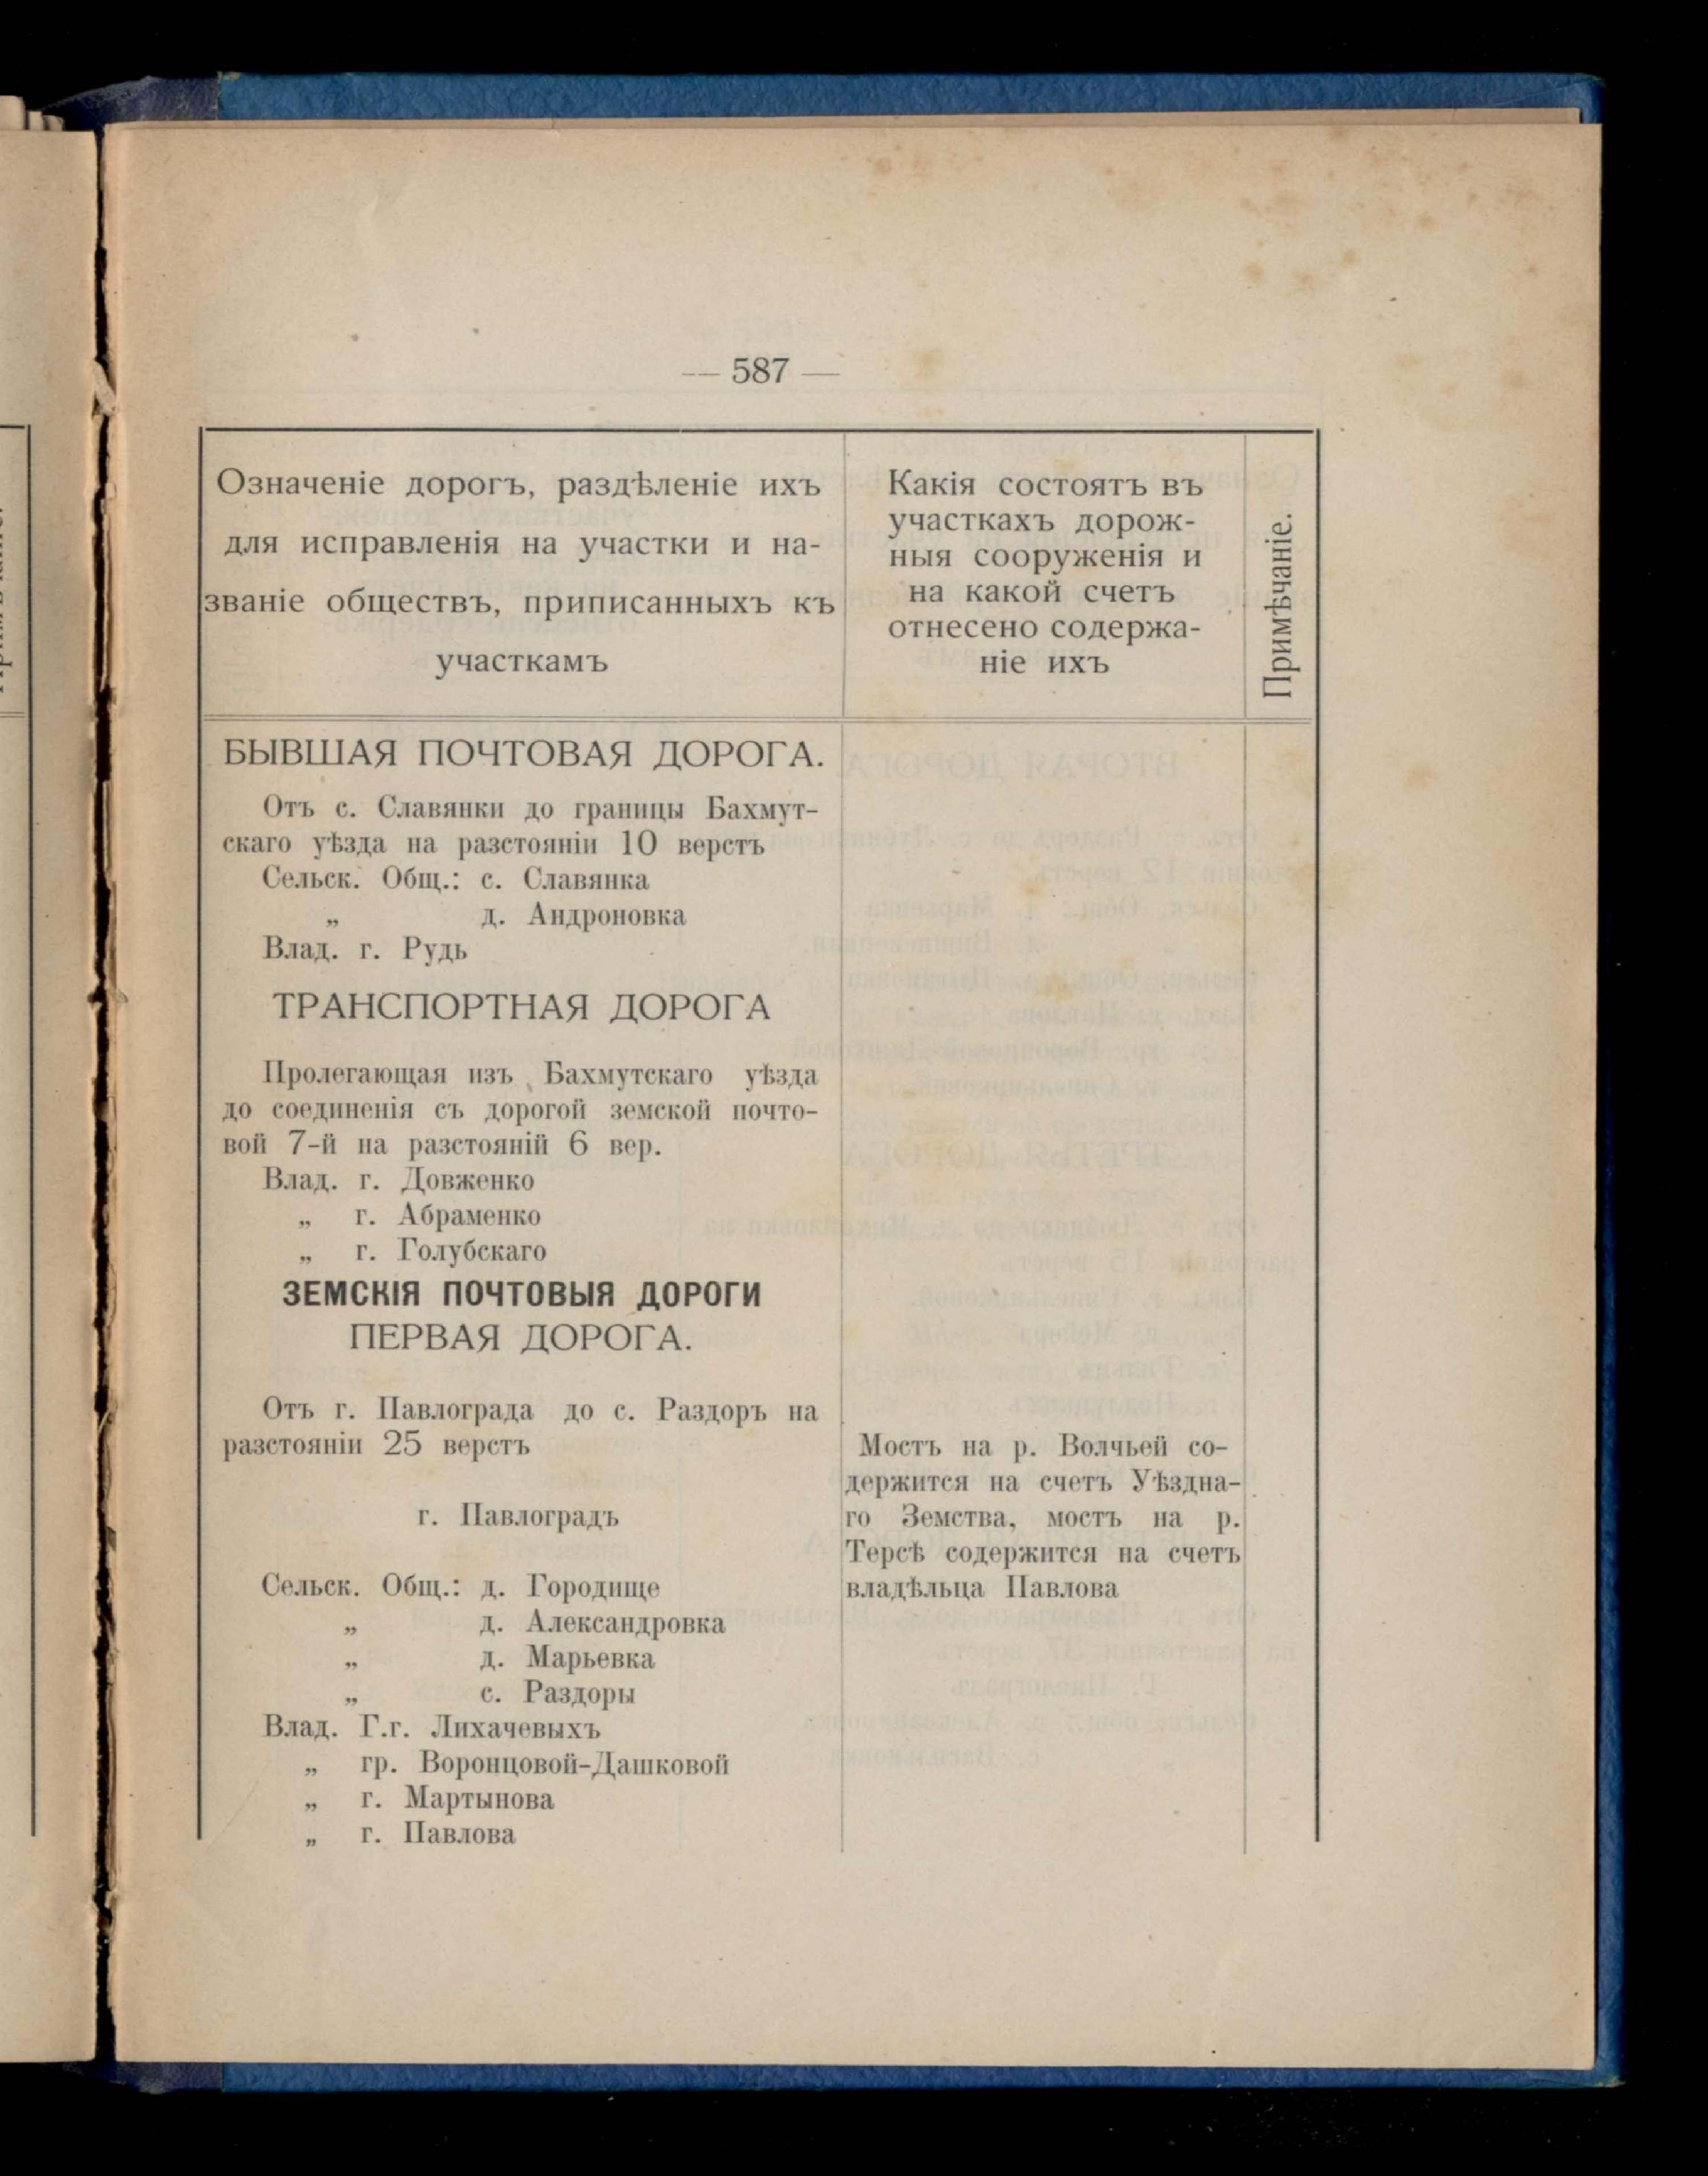 — 587 —
Означеніе дорогъ, раздѣленіе ихъ
для исправленія на участки и на-
званіе обществъ, приписанныхъ къ
участкамъ
Какія состоятъ въ
участкахъ дорож-
ныя сооруженія и
на какой счетъ
отнесено содержа-
ніе ихъ
Примѣчаніе.
БЫВШАЯ ПОЧТОВАЯ ДОРОГА.
Отъ с. Славянки до границы Бахмут-
скаго уѣзда на разстояніи 10 верстъ
Сельск. Общ.: с. Славянка
„ д. Андроновка
Влад. г. Рудь
ТРАНСПОРТНАЯ ДОРОГА
Пролегающая изъ Бахмутскаго уѣзда
до соединенія съ дорогой земской почто-
вой 7-й на разстояній 6 вер.
Влад. г. Довженко
„ г. Абраменко
„ г. Голубскаго
ЗЕМСКІЯ ПОЧТОВЫЯ ДОРОГИ
ПЕРВАЯ ДОРОГА.
Отъ г. Павлограда до с. Раздоръ на
разстояніи 25 верстъ
г. Павлоградъ
Сельск. Общ.: д. Городище
„ д. Александровка
„ д. Марьевка
„ с. Раздоры
Влад. Г.г. Лихачевыхъ
„ гр. Воронцовой-Дашковой
„ г. Мартынова
„ г. Павлова
Мостъ на р. Волчьей со-
держится на счетъ Уѣздна-
го Земства, мостъ на р.
Терсѣ содержится на счетъ
владѣльца Павлова